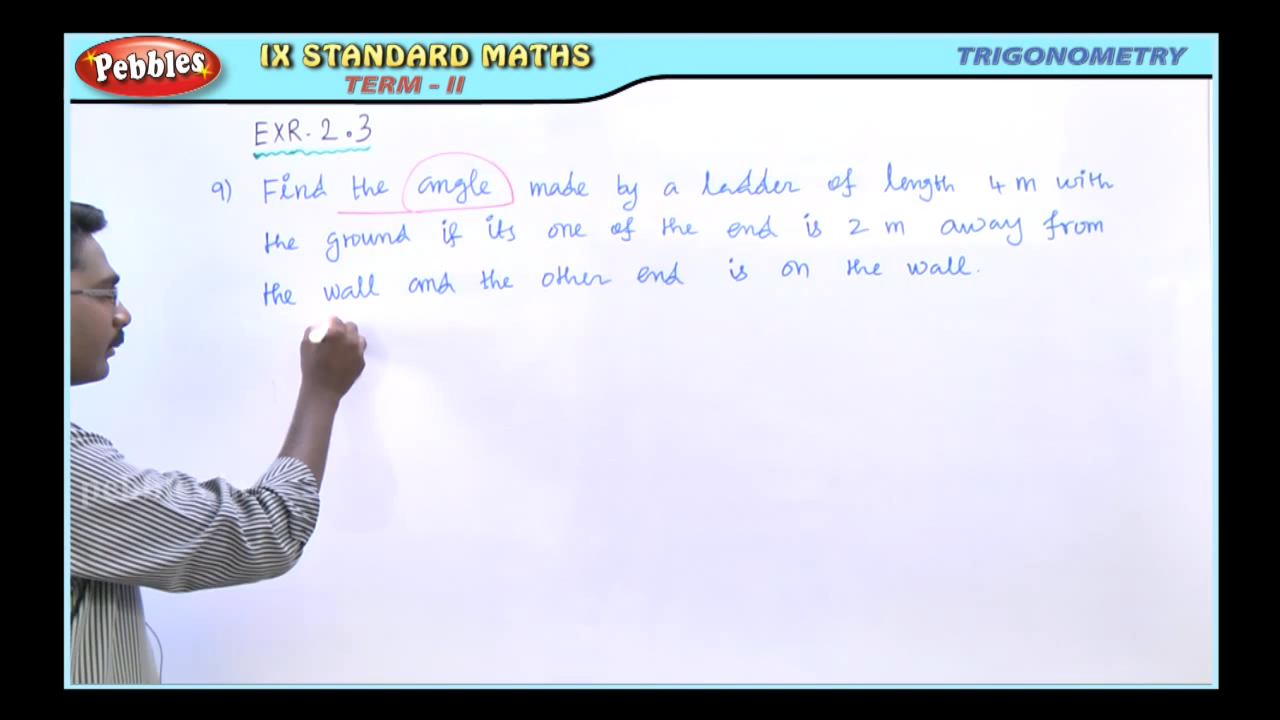 Pebbles
IX STANDARD MATHS
TERM - II
TRIGONOMETRY
EXR. 2.3
9) Find the angle made by a ladder of length 4 m with
the ground if its one of the end is 2 m away from
the wall and the other end is on the wall.